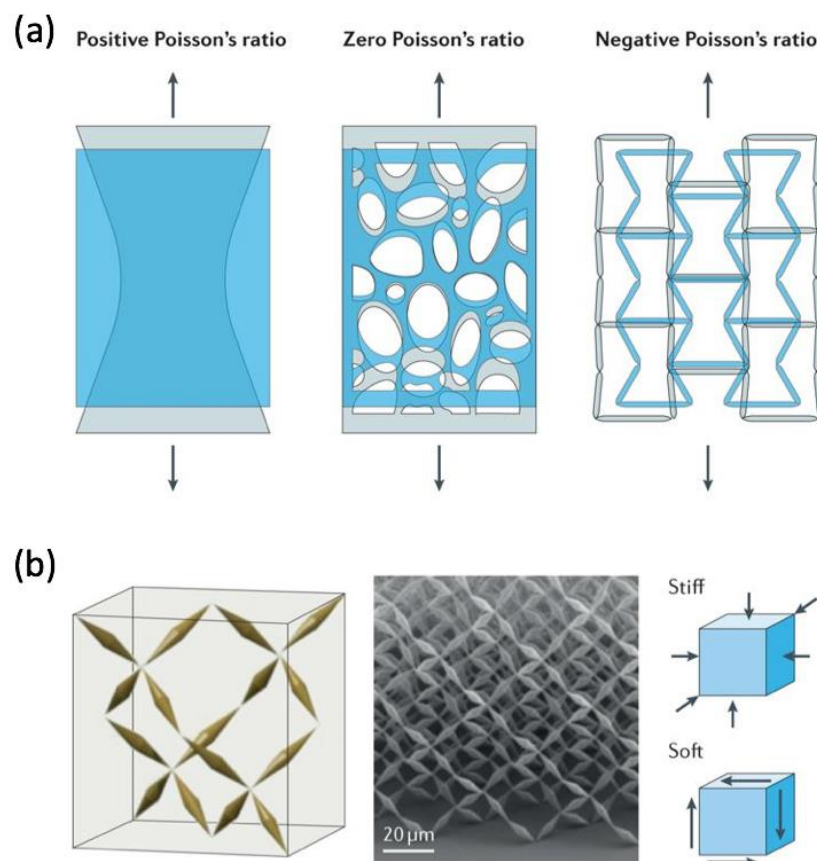 (a)
Positive Poisson's ratio
Zero Poisson's ratio
Negative Poisson's ratio
(b)
20 μm
Stiff
Soft